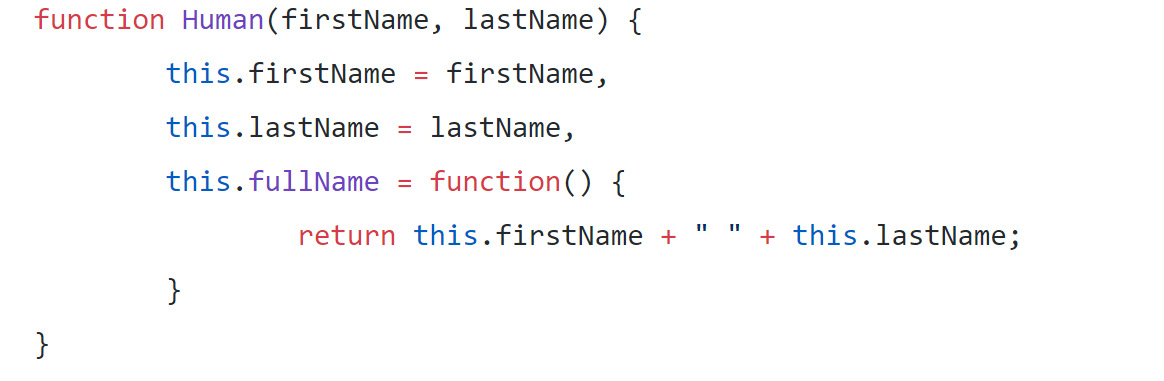 function Human(firstName, lastName) {
        this.firstName = firstName,
        this.lastName = lastName,
        this.fullName = function() {
                return this.firstName + " " + this.lastName;
        }
}